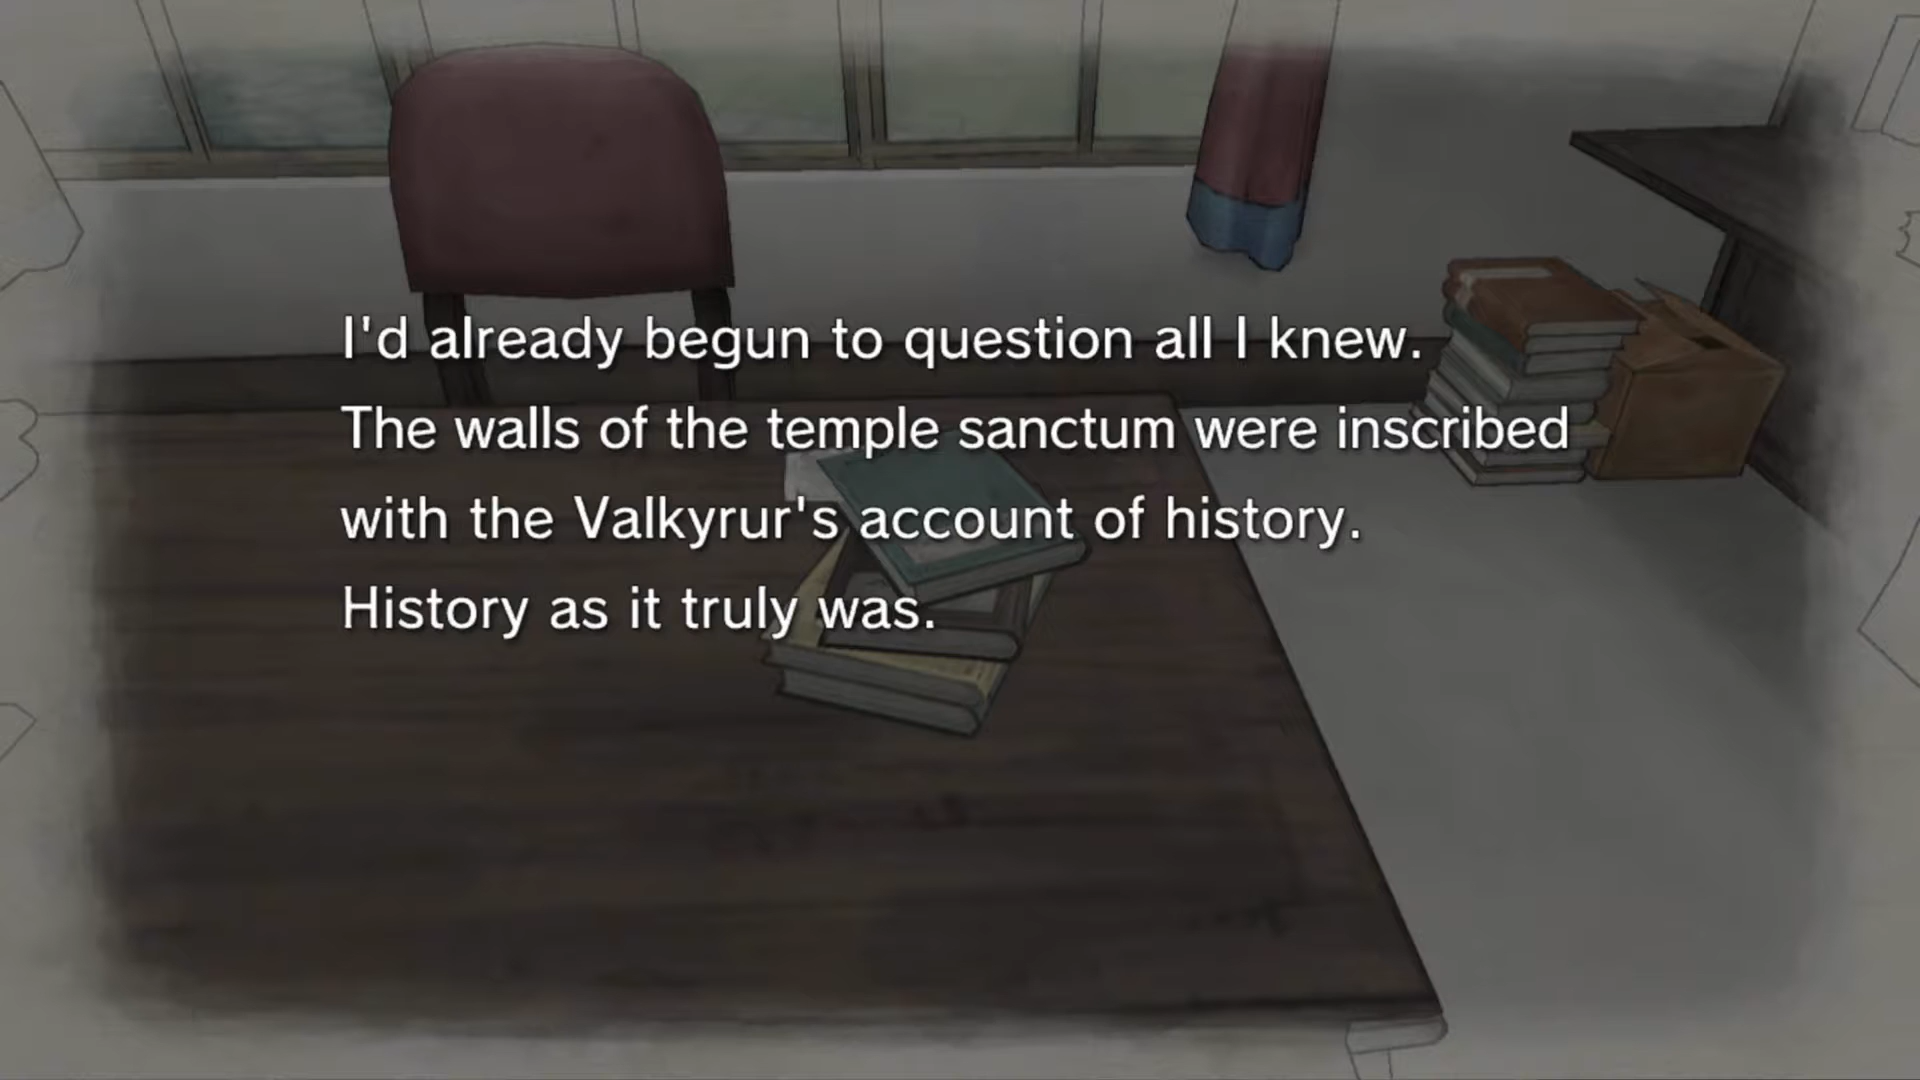 I'd already begun to question all I knew.
The walls of the temple sanctum were inscribed
with the Valkyrur's account of history.
History as it truly was.